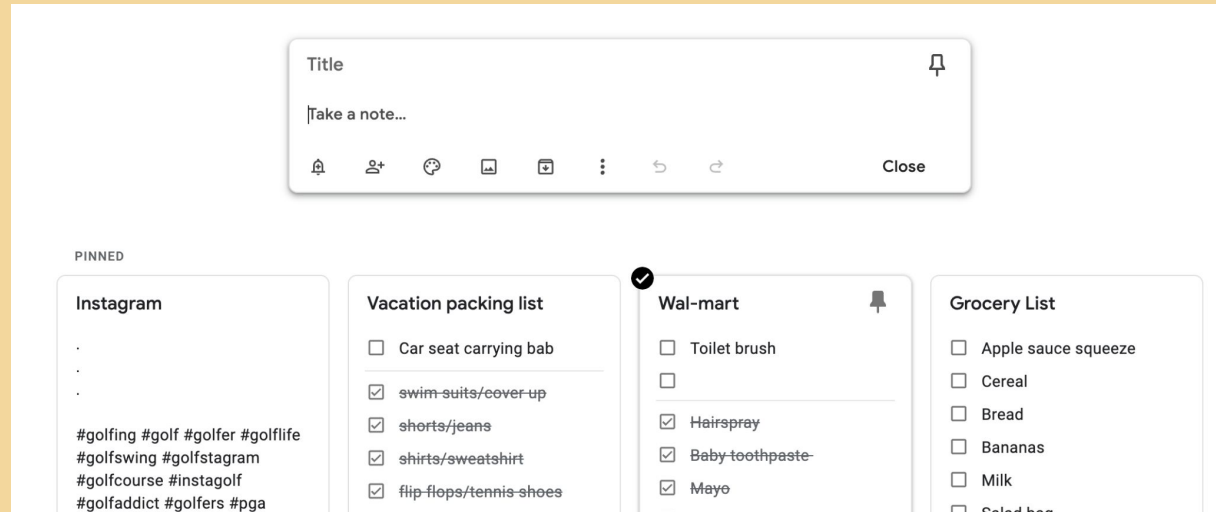 Title
Take a note...
Close
PINNED
Instagram
.
.
.
#golfing #golf #golfer #golflife
#golfswing #golfstagram
#golfcourse #instagolf
#golfaddict #golfers #pga
Vacation packing list
Car seat carrying bab
swim suits/cover up
shorts/jeans
shirts/sweatshirt
flip flops/tennis shoes
Wal-mart
Toilet brush
Hairspray
Baby toothpaste
Mayo
Grocery List
Apple sauce squeeze
Cereal
Bread
Bananas
Milk